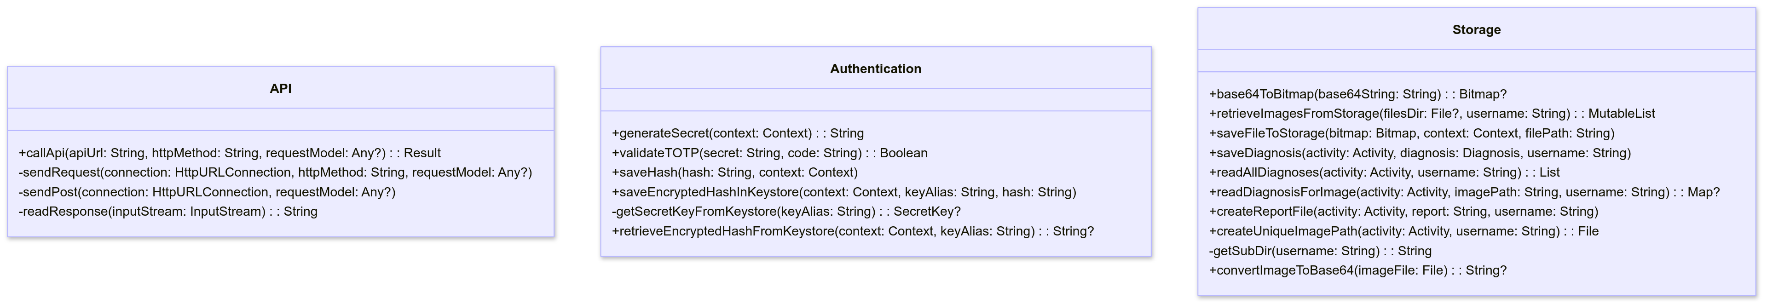 API
+callApi(apiUrl: String, httpMethod: String, requestModel: Any?) : : Result
-sendRequest(connection: HttpURLConnection, httpMethod: String, requestModel: Any?)
-sendPost(connection: HttpURLConnection, requestModel: Any?)
-readResponse(inputStream: InputStream) : : String
Authentication
+generateSecret(context: Context) : : String
+validateTOTP(secret: String, code: String) : : Boolean
+saveHash(hash: String, context: Context)
+saveEncryptedHashInKeystore(context: Context, keyAlias: String, hash: String)
-getSecretKeyFromKeystore(keyAlias: String) : : SecretKey?
+retrieveEncryptedHashFromKeystore(context: Context, keyAlias: String) : : String?
Storage
+base64ToBitmap(base64String: String) : : Bitmap?
+retrieveImagesFromStorage(filesDir: File?, username: String) : : MutableList
+saveFileToStorage(bitmap: Bitmap, context: Context, filePath: String)
+saveDiagnosis(activity: Activity, diagnosis: Diagnosis, username: String)
+readAllDiagnoses(activity: Activity, username: String) : : List
+readDiagnosisForImage(activity: Activity, imagePath: String, username: String) : : Map?
+createReportFile(activity: Activity, report: String, username: String)
+createUniqueImagePath(activity: Activity, username: String) : : File
-getSubDir(username: String) : : String
+convertImageToBase64(imageFile: File) : : String?